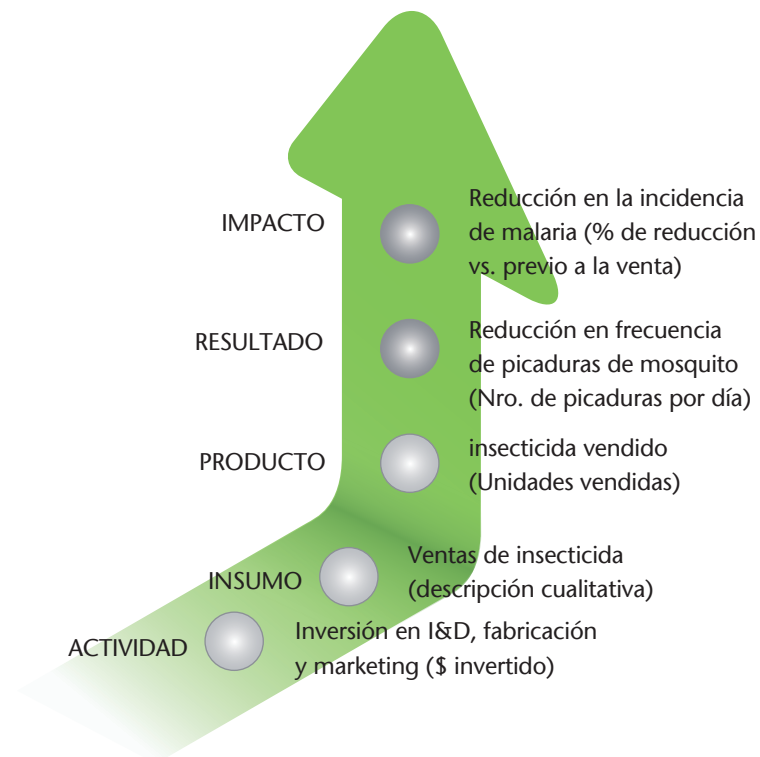 IMPACTO
Reducción en la incidencia
de malaria (% de reducción
vs. previo a la venta)
RESULTADO
Reducción en frecuencia
de picaduras de mosquito
(Nro. de picaduras por día)
PRODUCTO
insecticida vendido
(Unidades vendidas)
INSUMO
Ventas de insecticida
(descripción cualitativa)
ACTIVIDAD
Inversión en I&D, fabricación
y marketing ($ invertido)